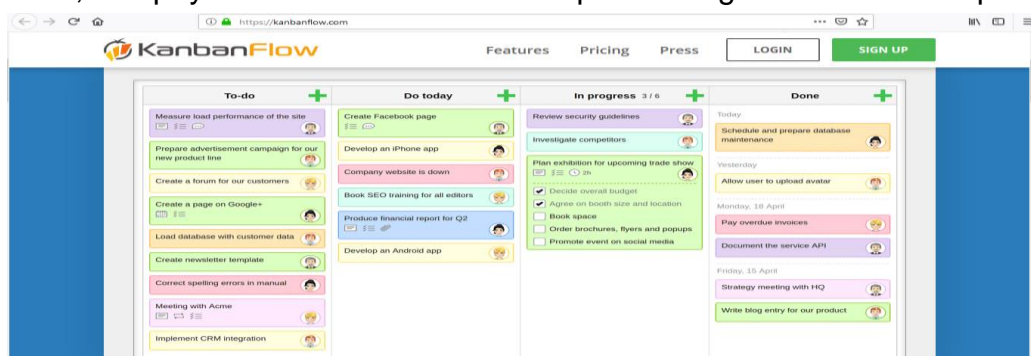 https://kanbanflow.com
KanbanFlow
Features Pricing Press LOGIN SIGN UP
To-do
Measure load performance of the site
Prepare advertisement campaign for our
new product line
Create a forum for our customers
Create a page on Google+
Load database with customer data
Create newsletter template
Correct spelling errors in manual
Meeting with Acme
Implement CRM integration
Do today
Create Facebook page
Develop an iPhone app
Company website is down
Book SEO training for all editors
Produce financial report for Q2
Develop an Android app
In progress 3 / 6
Review security guidelines
Investigate competitors
Plan exhibition for upcoming trade show
2h
Decide overall budget
Agree on booth size and location
Book space
Order brochures, flyers and popups
Promote event on social media
Done
Today
Schedule and prepare database
maintenance
Yesterday
Allow user to upload avatar
Monday, 18 April
Pay overdue invoices
Document the service API
Friday, 15 April
Strategy meeting with HQ
Write blog entry for our product